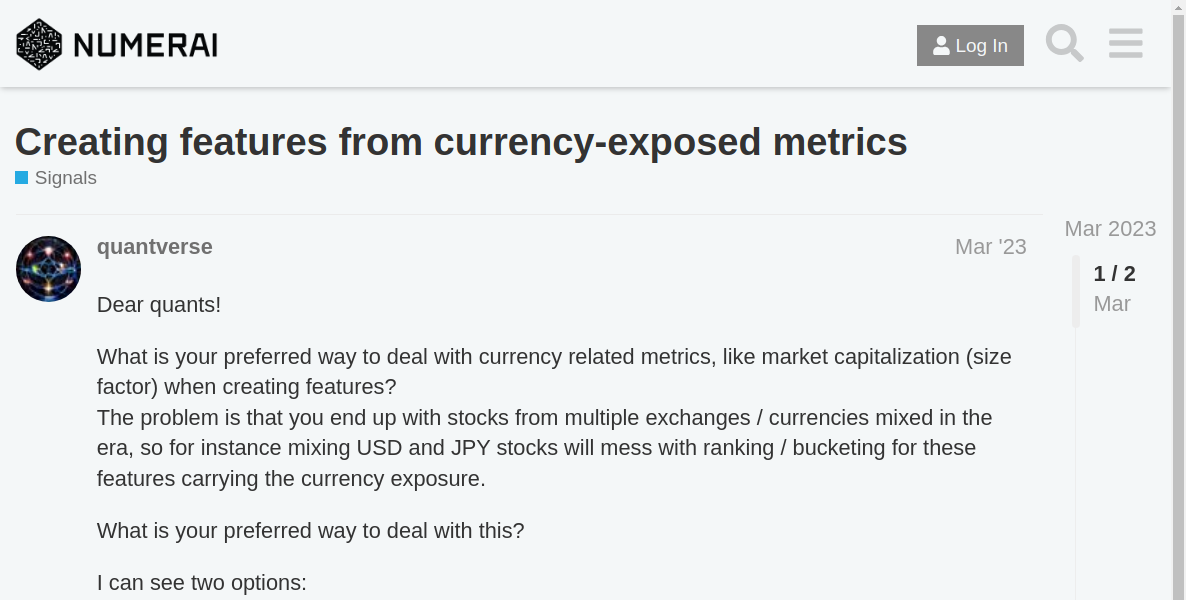 NUMERAI
Log In
Creating features from currency-exposed metrics
Signals
quantverse
Mar '23
Mar 2023
1 / 2
Mar
Dear quants!
What is your preferred way to deal with currency related metrics, like market capitalization (size
factor) when creating features?
The problem is that you end up with stocks from multiple exchanges / currencies mixed in the
era, so for instance mixing USD and JPY stocks will mess with ranking / bucketing for these
features carrying the currency exposure.
What is your preferred way to deal with this?
I can see two options: